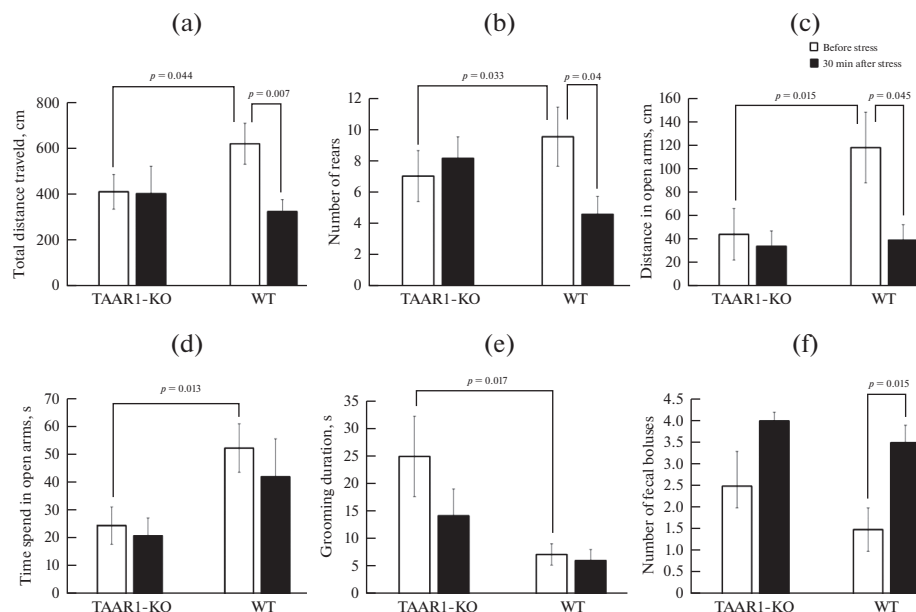 (a)
(b)
(c)
Before stress
30 min after stress
p = 0.044
p = 0.007
Total distance traveld, cm
800
600
400
200
0
TAAR1-KO
WT
p = 0.033
p = 0.04
Number of rears
12
10
8
6
4
2
0
TAAR1-KO
WT
p = 0.015
p = 0.045
Distance in open arms, cm
160
140
120
100
80
60
40
20
0
TAAR1-KO
WT
(d)
(e)
(f)
p = 0.013
Time spend in open arms, s
70
60
50
40
30
20
10
0
TAAR1-KO
WT
p = 0.017
Grooming duration, s
35
30
25
20
15
10
5
0
TAAR1-KO
WT
p = 0.015
Number of fecal boluses
4.5
4.0
3.5
2.5
1.5
1.0
0.5
0
TAAR1-KO
WT